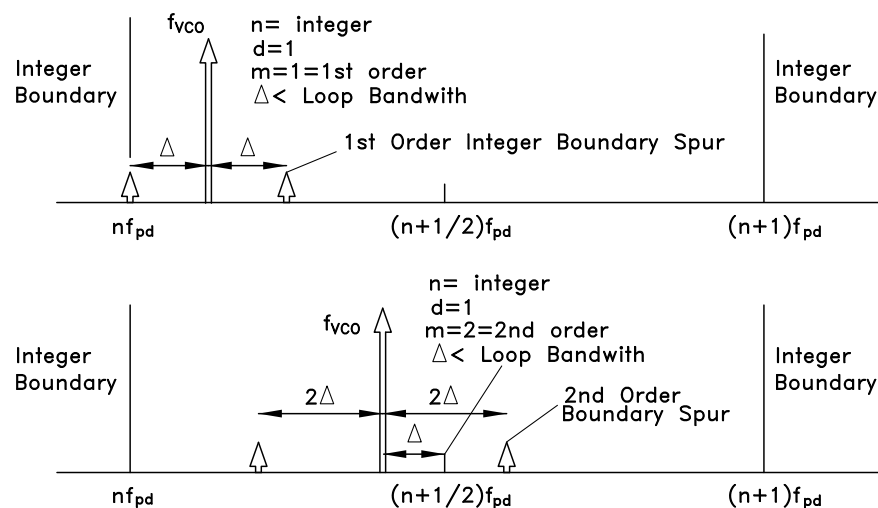 fVCO
n= integer
d=1
m=1=1st order
Δ< Loop Bandwith
Integer
Boundary
Integer
Boundary
Δ
Δ
1st Order Integer Boundary Spur
nfpd
(n+1/2)fpd
(n+1)fpd
n= integer
d=1
m=2=2nd order
Δ< Loop Bandwith
fVCO
Integer
Boundary
Integer
Boundary
2Δ
2Δ
2nd Order
Boundary Spur
Δ
nfpd
(n+1/2)fpd
(n+1)fpd